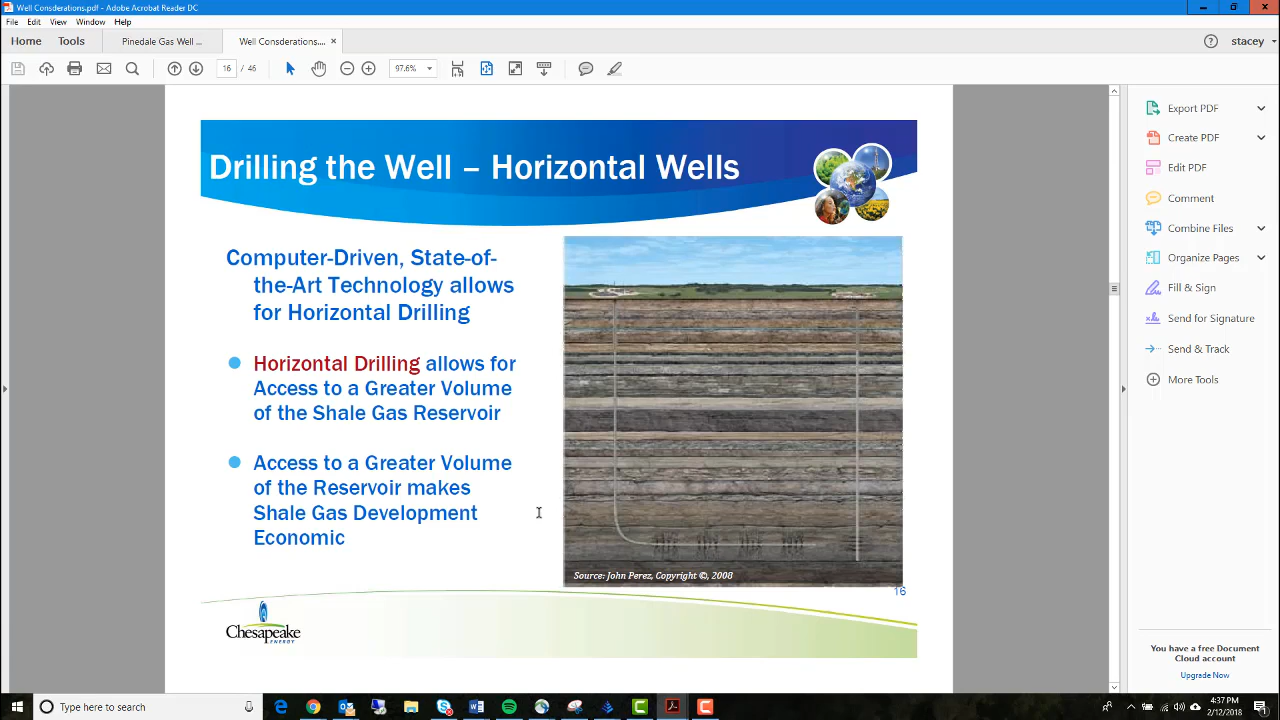 Well Consderations.pdf - Adobe Acrobat Reader DC
File Edit View Window Help
Home Tools Pinedale Gas Well ... Well Consderations.... × stacey
16 / 46 97.6%
Drilling the Well – Horizontal Wells
Computer-Driven, State-of-
the-Art Technology allows
for Horizontal Drilling
Horizontal Drilling allows for
Access to a Greater Volume
of the Shale Gas Reservoir
Access to a Greater Volume
of the Reservoir makes
Shale Gas Development
Economic
Source: John Perez, Copyright ©, 2008
16
Chesapeake
ENERGY
Export PDF
Create PDF
Edit PDF
Comment
Combine Files
Organize Pages
Fill & Sign
Send for Signature
Send & Track
More Tools
You have a free Document
Cloud account
Upgrade Now
Type here to search
4:37 PM
2/12/2018